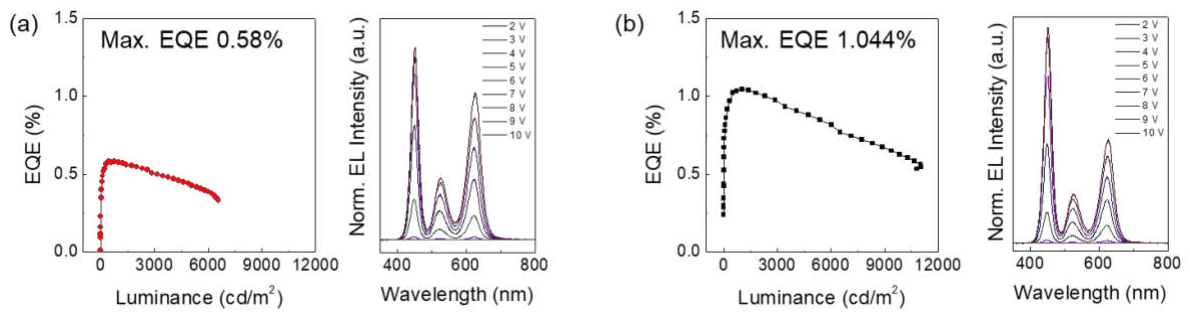 (a)
1.5
1.0
0.5
0.0
EQE (%)
Max. EQE 0.58%
0 3000 6000 9000 12000
Luminance (cd/m²)
Norm. EL Intensity (a.u.)
2 V
3 V
4 V
5 V
6 V
7 V
8 V
9 V
10 V
400 600 800
Wavelength (nm)
(b)
1.5
1.0
0.5
0.0
EQE (%)
Max. EQE 1.044%
0 3000 6000 9000 12000
Luminance (cd/m²)
Norm. EL Intensity (a.u.)
2 V
3 V
4 V
5 V
6 V
7 V
8 V
9 V
10 V
400 600 800
Wavelength (nm)